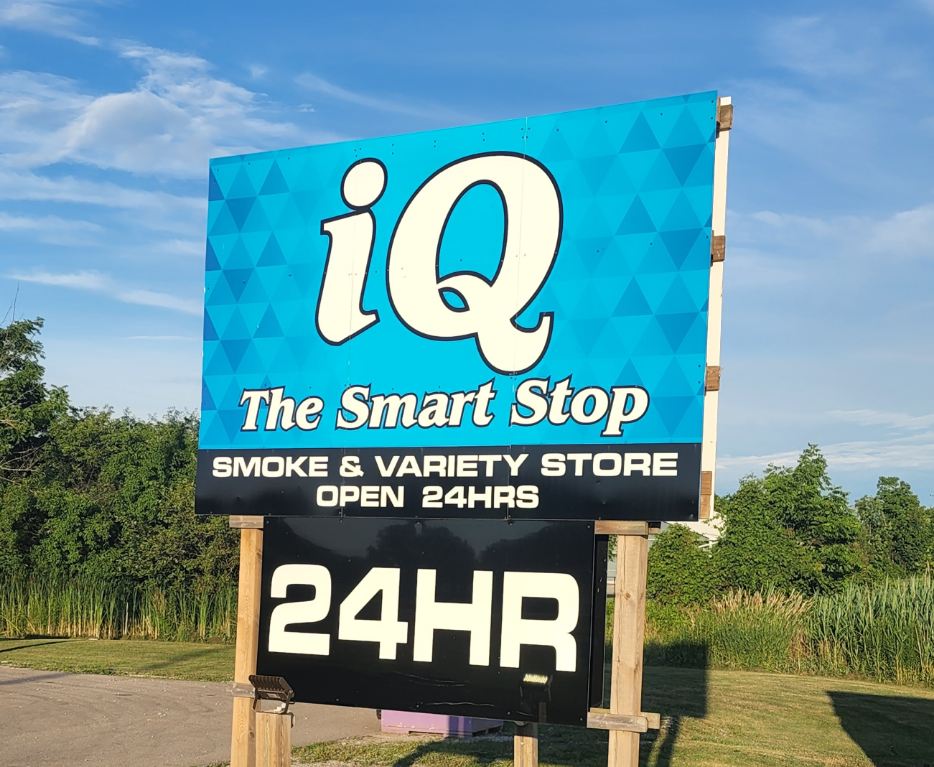 iQ
The Smart Stop
SMOKE & VARIETY STORE
OPEN 24HRS
24HR